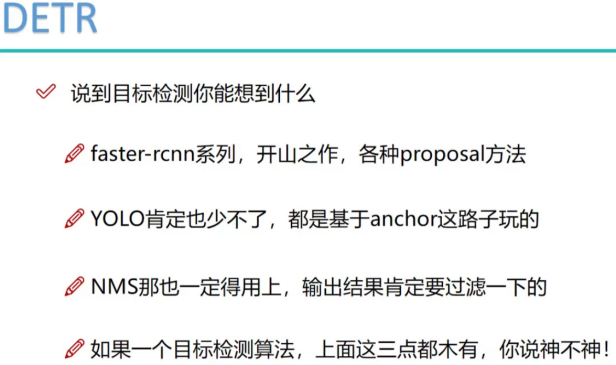 DETR
说到目标检测你能想到什么
faster-rcnn系列，开山之作，各种proposal方法
YOLO肯定也少不了，都是基于anchor这路子玩的
NMS那也一定得用上，输出结果肯定要过滤一下的
如果一个目标检测算法，上面这三点都木有，你说神不神！